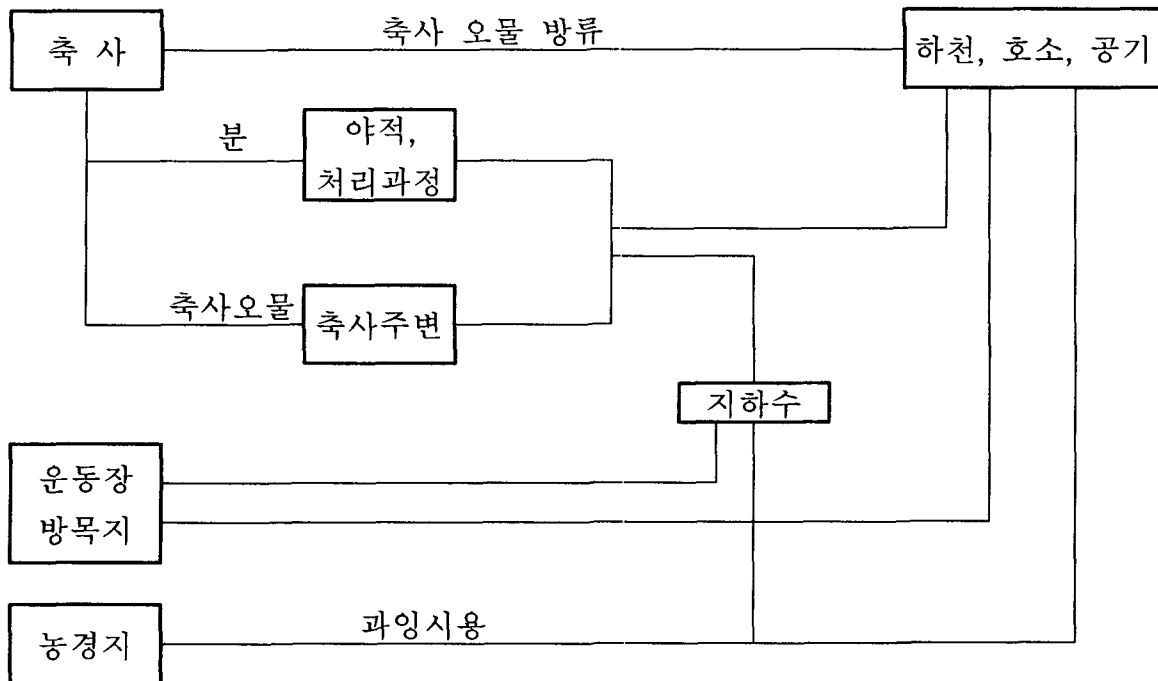 축 사
축사 오물 방류
하천, 호소, 공기
분
야적,
처리과정
축사오물
축사주변
지하수
운동장
방목지
농경지
과잉시용